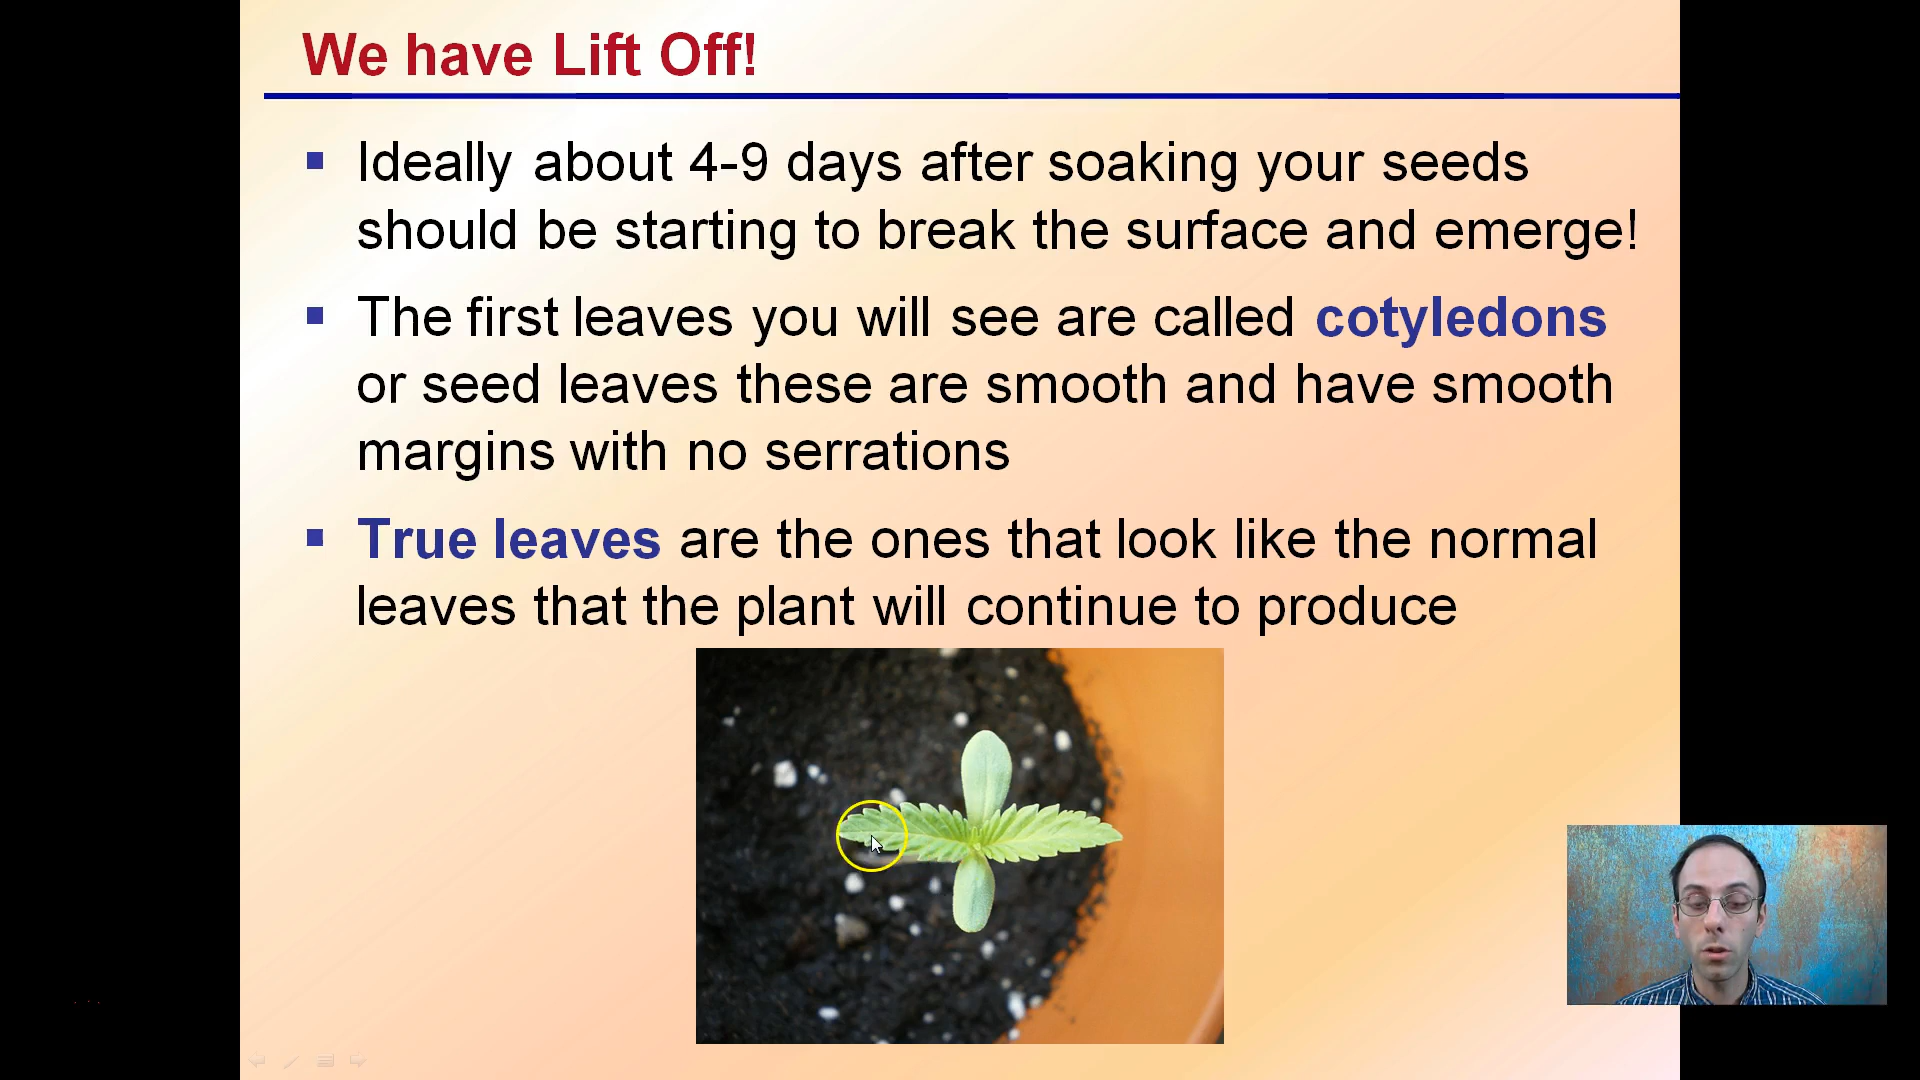 We have Lift Off!
Ideally about 4-9 days after soaking your seeds
should be starting to break the surface and emerge!
The first leaves you will see are called cotyledons
or seed leaves these are smooth and have smooth
margins with no serrations
True leaves are the ones that look like the normal
leaves that the plant will continue to produce